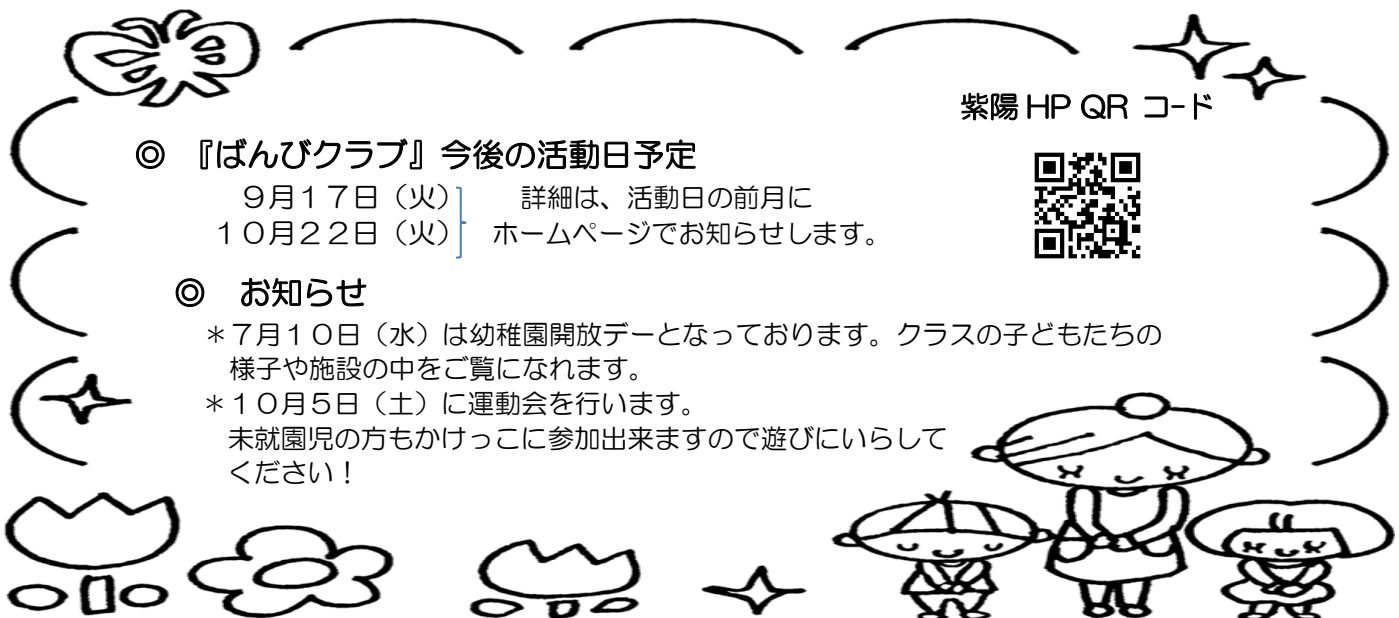 紫陽 HP QR コード
◎ 『ばんびクラブ』今後の活動日予定
９月１７日（火） 詳細は、活動日の前月に
１０月２２日（火） ホームページでお知らせします。
◎ お知らせ
＊７月１０日（水）は幼稚園開放デーとなっております。クラスの子どもたちの
様子や施設の中をご覧になれます。
＊１０月５日（土）に運動会を行います。
未就園児の方もかけっこに参加出来ますので遊びにいらして
ください！